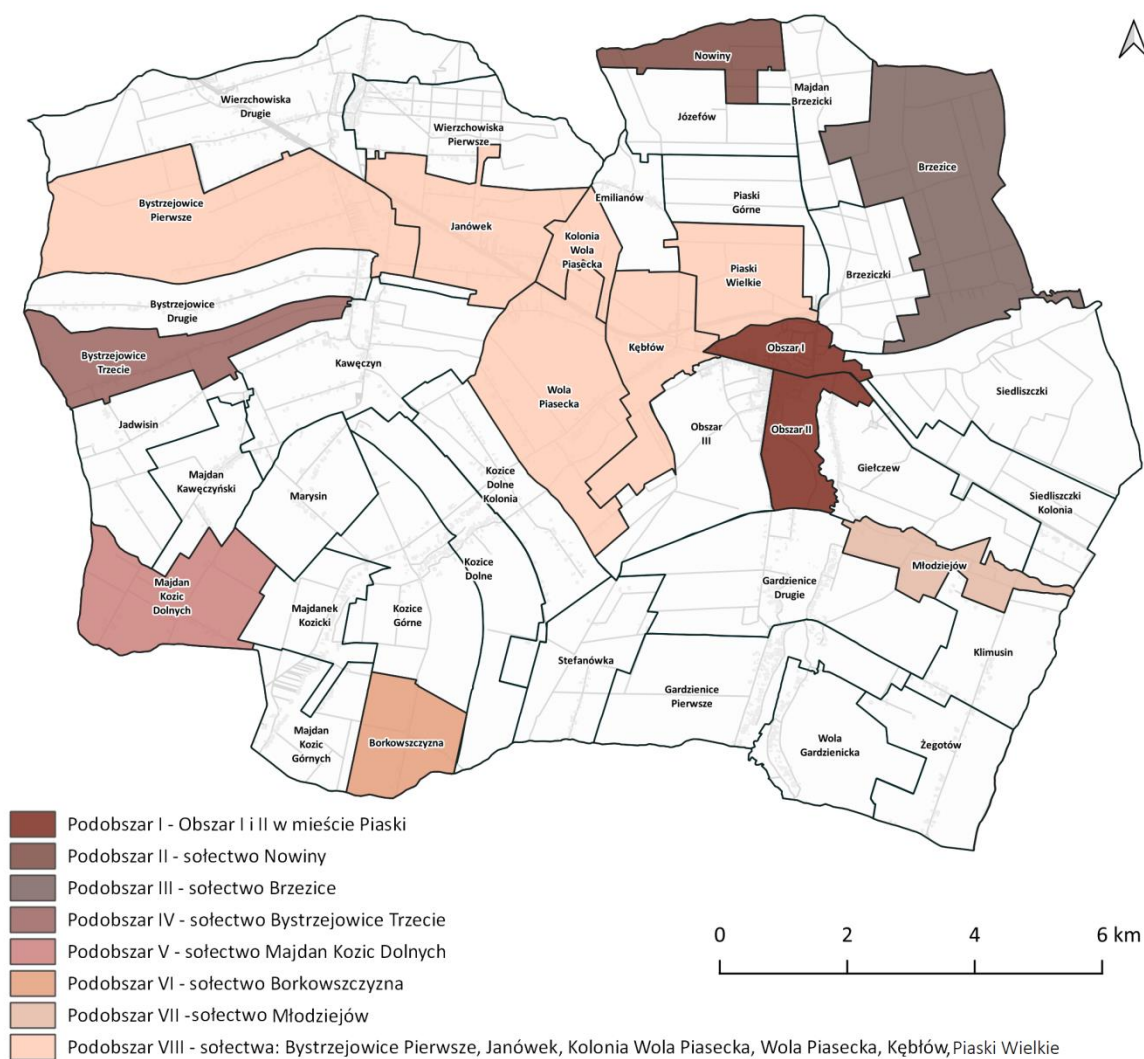 Nowiny
Wierzchowiska
Drugie
Majdan
Brzezicki
Józefów
Wierzchowiska
Pierwsze
Brzezice
Emilianów
Piaski
Górne
Bystrzejowice
Pierwsze
Janówek
Kolonia
Wola
Piasecka
Piaski
Wielkie
Brzeziczki
Bystrzejowice
Drugie
Bystrzejowice
Trzecie
Kawęczyn
Kębłów
Obszar I
Siedliszczki
Wola
Piasecka
Jadwisin
Obszar
III
Obszar II
Majdan
Kawęczyński
Marysin
Kozice
Dolne
Kolonia
Giełczew
Siedliszczki
Kolonia
Majdan
Kozic
Dolnych
Kozice
Dolne
Młodziejów
Gardzienice
Drugie
Majdanek
Kozicki
Kozice
Górne
Klimusin
Stefanówka
Gardzienice
Pierwsze
Majdan
Kozic
Górnych
Borkowszczyzna
Wola
Gardzienicka
Żegotów
Podobszar I - Obszar I i II w mieście Piaski
Podobszar II - sołectwo Nowiny
Podobszar III - sołectwo Brzezice
Podobszar IV - sołectwo Bystrzejowice Trzecie
Podobszar V - sołectwo Majdan Kozic Dolnych
Podobszar VI - sołectwo Borkowszczyzna
Podobszar VII -sołectwo Młodziejów
Podobszar VIII - sołectwa: Bystrzejowice Pierwsze, Janówek, Kolonia Wola Piasecka, Wola Piasecka, Kębłów, Piaski Wielkie
0 2 4 6 km